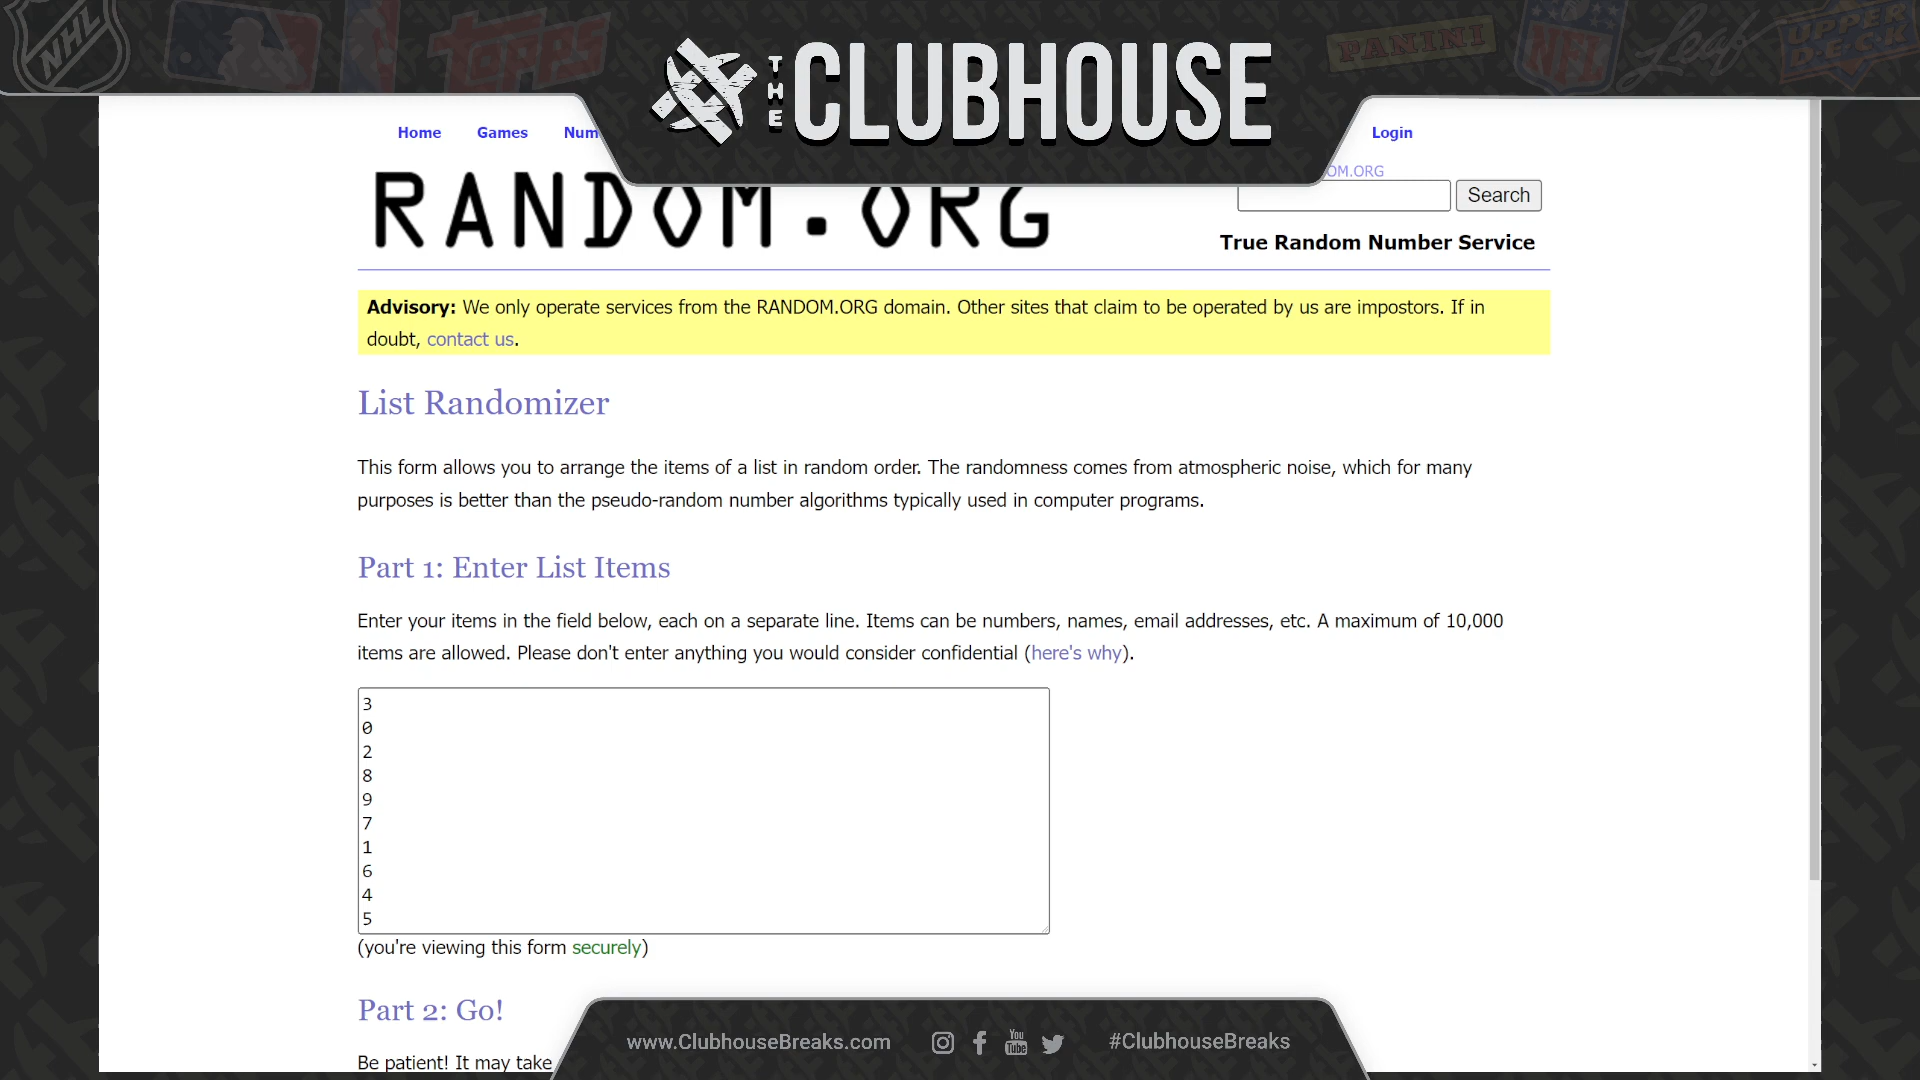 NHL
TOPPS
THE CLUBHOUSE
PANINI
NFL
Leaf
UPPER DECK
Home Games Num Login
OM.ORG
RANDOM.ORG
Search
True Random Number Service
Advisory: We only operate services from the RANDOM.ORG domain. Other sites that claim to be operated by us are impostors. If in
doubt, contact us.
List Randomizer
This form allows you to arrange the items of a list in random order. The randomness comes from atmospheric noise, which for many
purposes is better than the pseudo-random number algorithms typically used in computer programs.
Part 1: Enter List Items
Enter your items in the field below, each on a separate line. Items can be numbers, names, email addresses, etc. A maximum of 10,000
items are allowed. Please don't enter anything you would consider confidential (here's why).
3
0
2
8
9
7
1
6
4
5
(you're viewing this form securely)
Part 2: Go!
Be patient! It may take
www.ClubhouseBreaks.com You Tube #ClubhouseBreaks